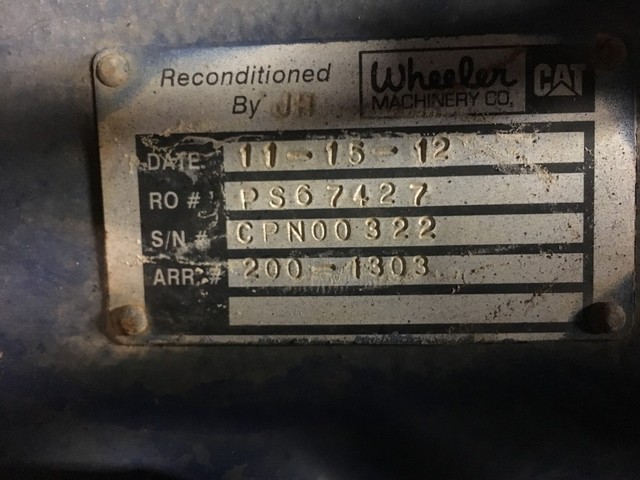 Reconditioned
By JH
Wheeler
MACHINERY CO.
CAT
DATE 11-15-12
RO # PS67427
S/N # CPN00322
ARR. # 200-1303